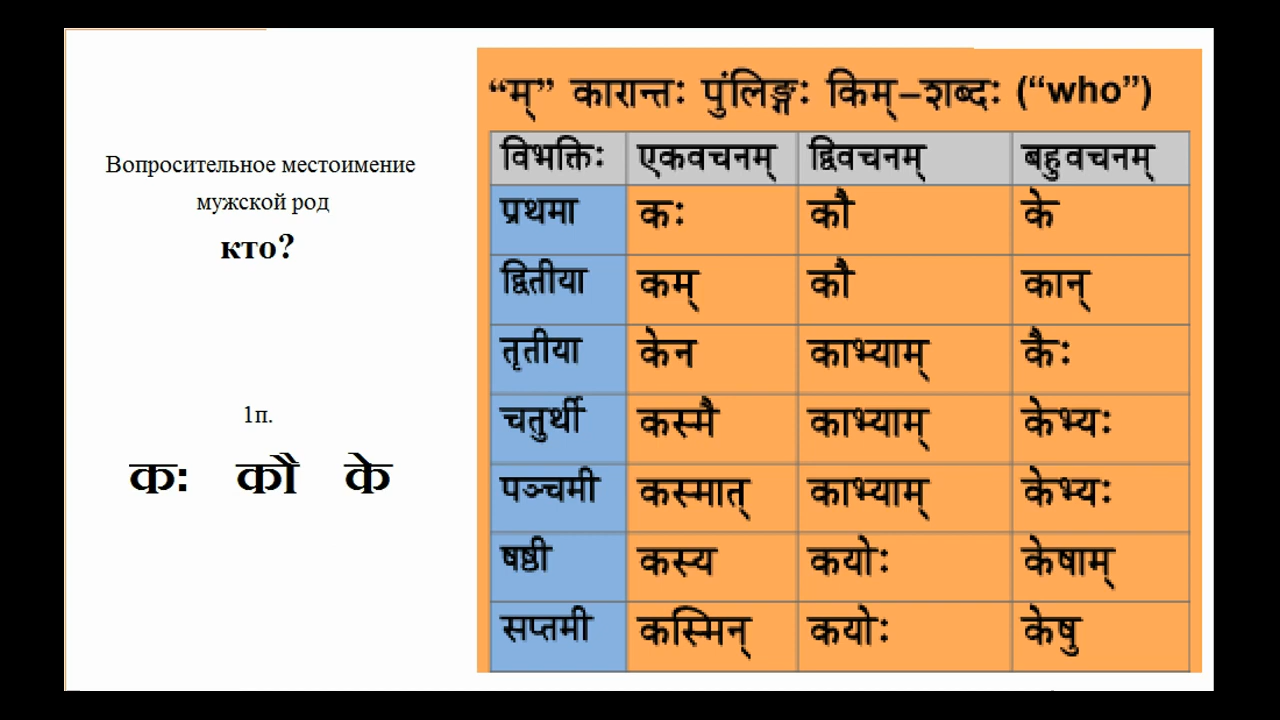 Вопросительное местоимение
мужской род
кто?
1п.
कः कौ के
“म्” कारान्तः पुंलिङ्गः किम्–शब्दः (“who”)
विभक्तिः एकवचनम् द्विवचनम् बहुवचनम्
प्रथमा कः कौ के
द्वितीया कम् कौ कान्
तृतीया केन काभ्याम् कैः
चतुर्थी कस्मै काभ्याम् केभ्यः
पञ्चमी कस्मात् काभ्याम् केभ्यः
षष्ठी कस्य कयोः केषाम्
सप्तमी कस्मिन् कयोः केषु